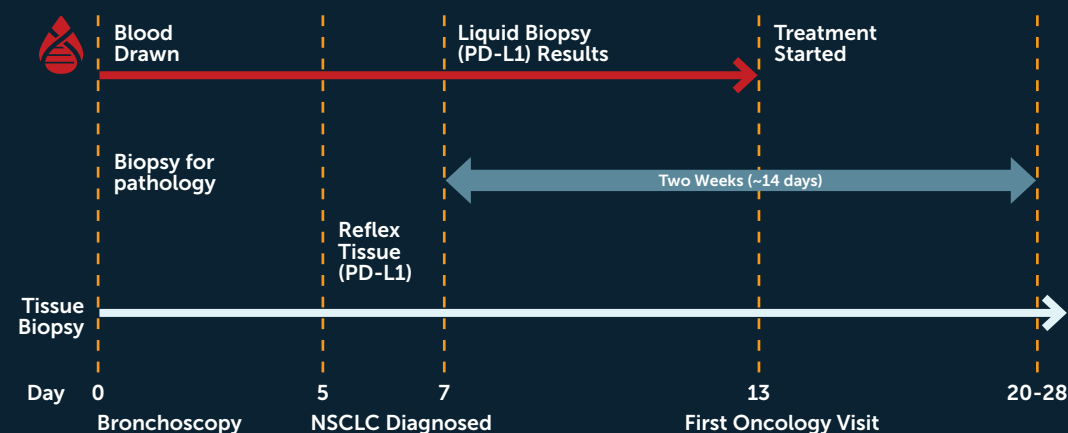 Blood
Drawn
Liquid Biopsy
(PD-L1) Results
Treatment
Started
Biopsy for
pathology
Two Weeks (~14 days)
Reflex
Tissue
(PD-L1)
Tissue
Biopsy
Day 0 5 7 13 20-28
Bronchoscopy NSCLC Diagnosed First Oncology Visit